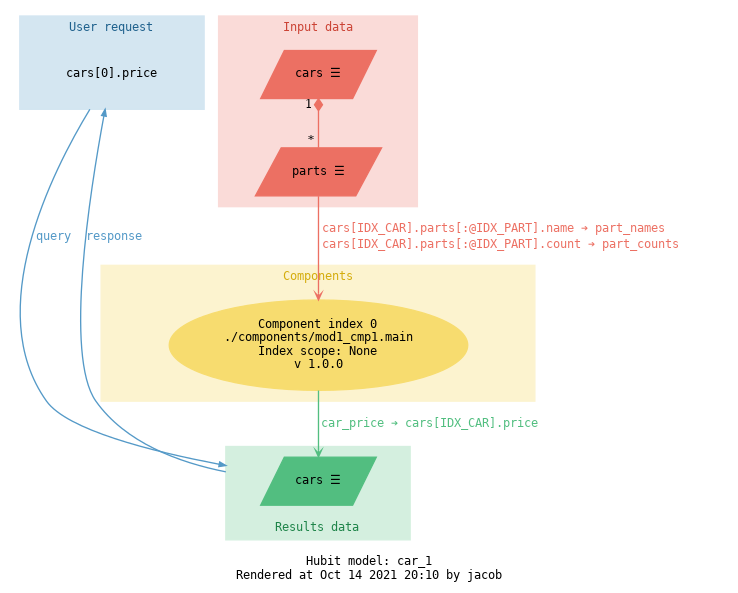 User request
cars[0].price
Input data
cars ☰
1
*
parts ☰
cars[IDX_CAR].parts[:@IDX_PART].name ➔ part_names
cars[IDX_CAR].parts[:@IDX_PART].count ➔ part_counts
query
response
Components
Component index 0
./components/mod1_cmp1.main
Index scope: None
v 1.0.0
car_price ➔ cars[IDX_CAR].price
cars ☰
Results data
Hubit model: car_1
Rendered at Oct 14 2021 20:10 by jacob